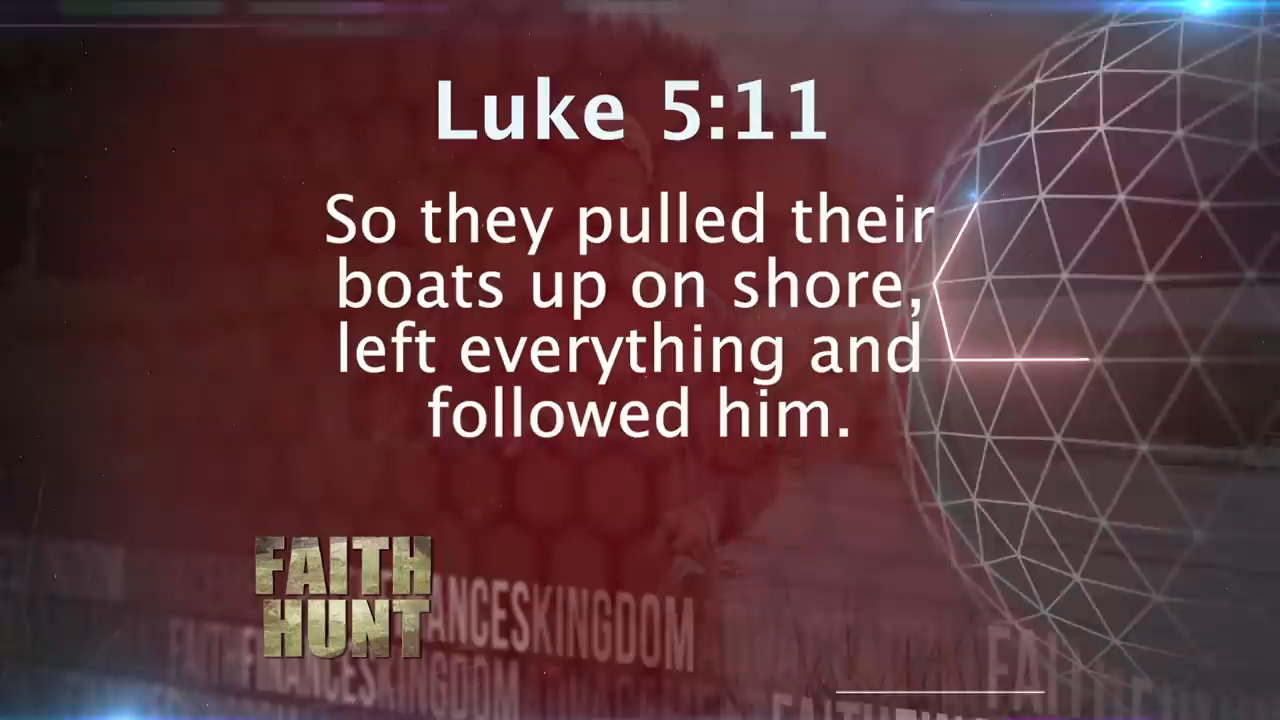 Luke 5:11
So they pulled their
boats up on shore,
left everything and
followed him.
FAITH
HUNT
ANCESKINGDOM
FAITHFINANCESKINGDOM
FAITH